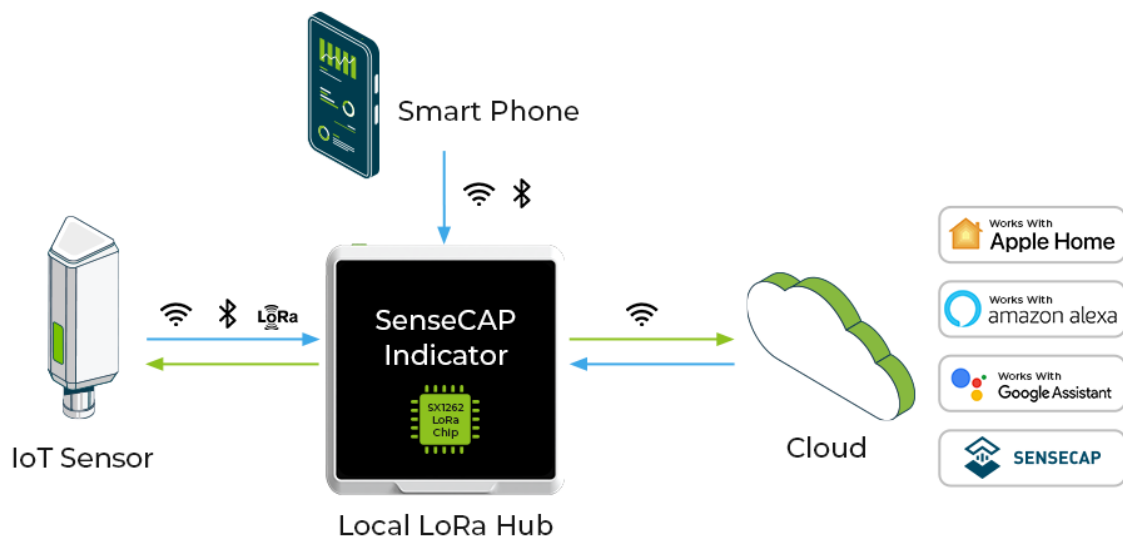 Smart Phone
Works With
Apple Home
LoRa
SenseCAP
Indicator
Works With
amazon alexa
SX1262
LoRa
Chip
Works With
Google Assistant
IoT Sensor
Cloud
SENSECAP
Local LoRa Hub